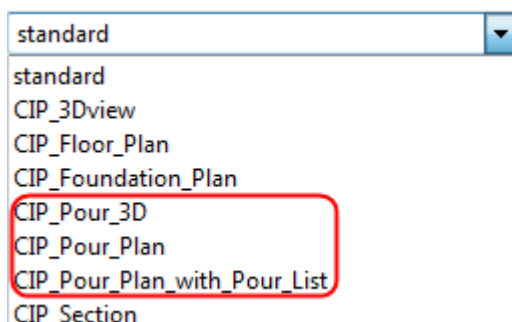 standard
standard
CIP_3Dview
CIP_Floor_Plan
CIP_Foundation_Plan
CIP_Pour_3D
CIP_Pour_Plan
CIP_Pour_Plan_with_Pour_List
CIP_Section